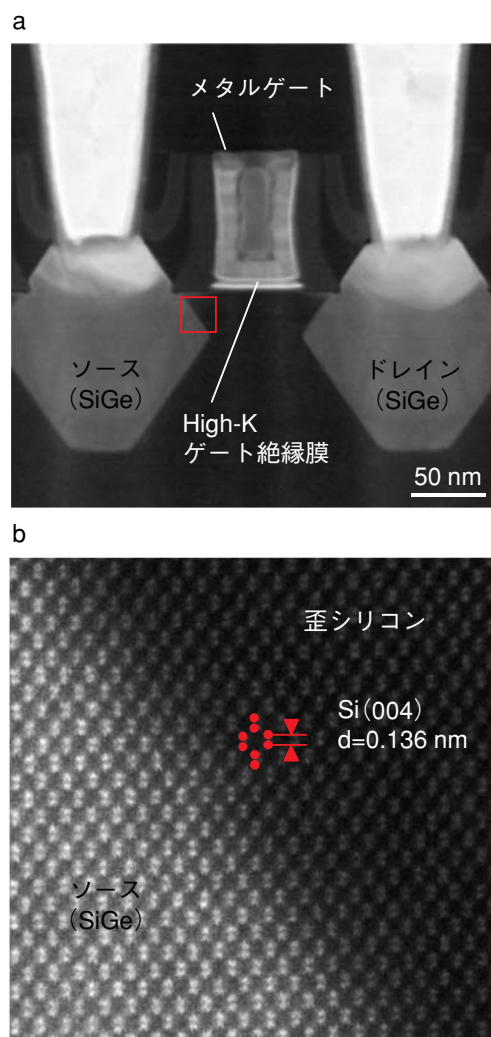 a
メタルゲート
ソース
(SiGe)
ドレイン
(SiGe)
High-K
ゲート絶縁膜
50 nm
b
歪シリコン
Si(004)
d=0.136 nm
ソース
(SiGe)